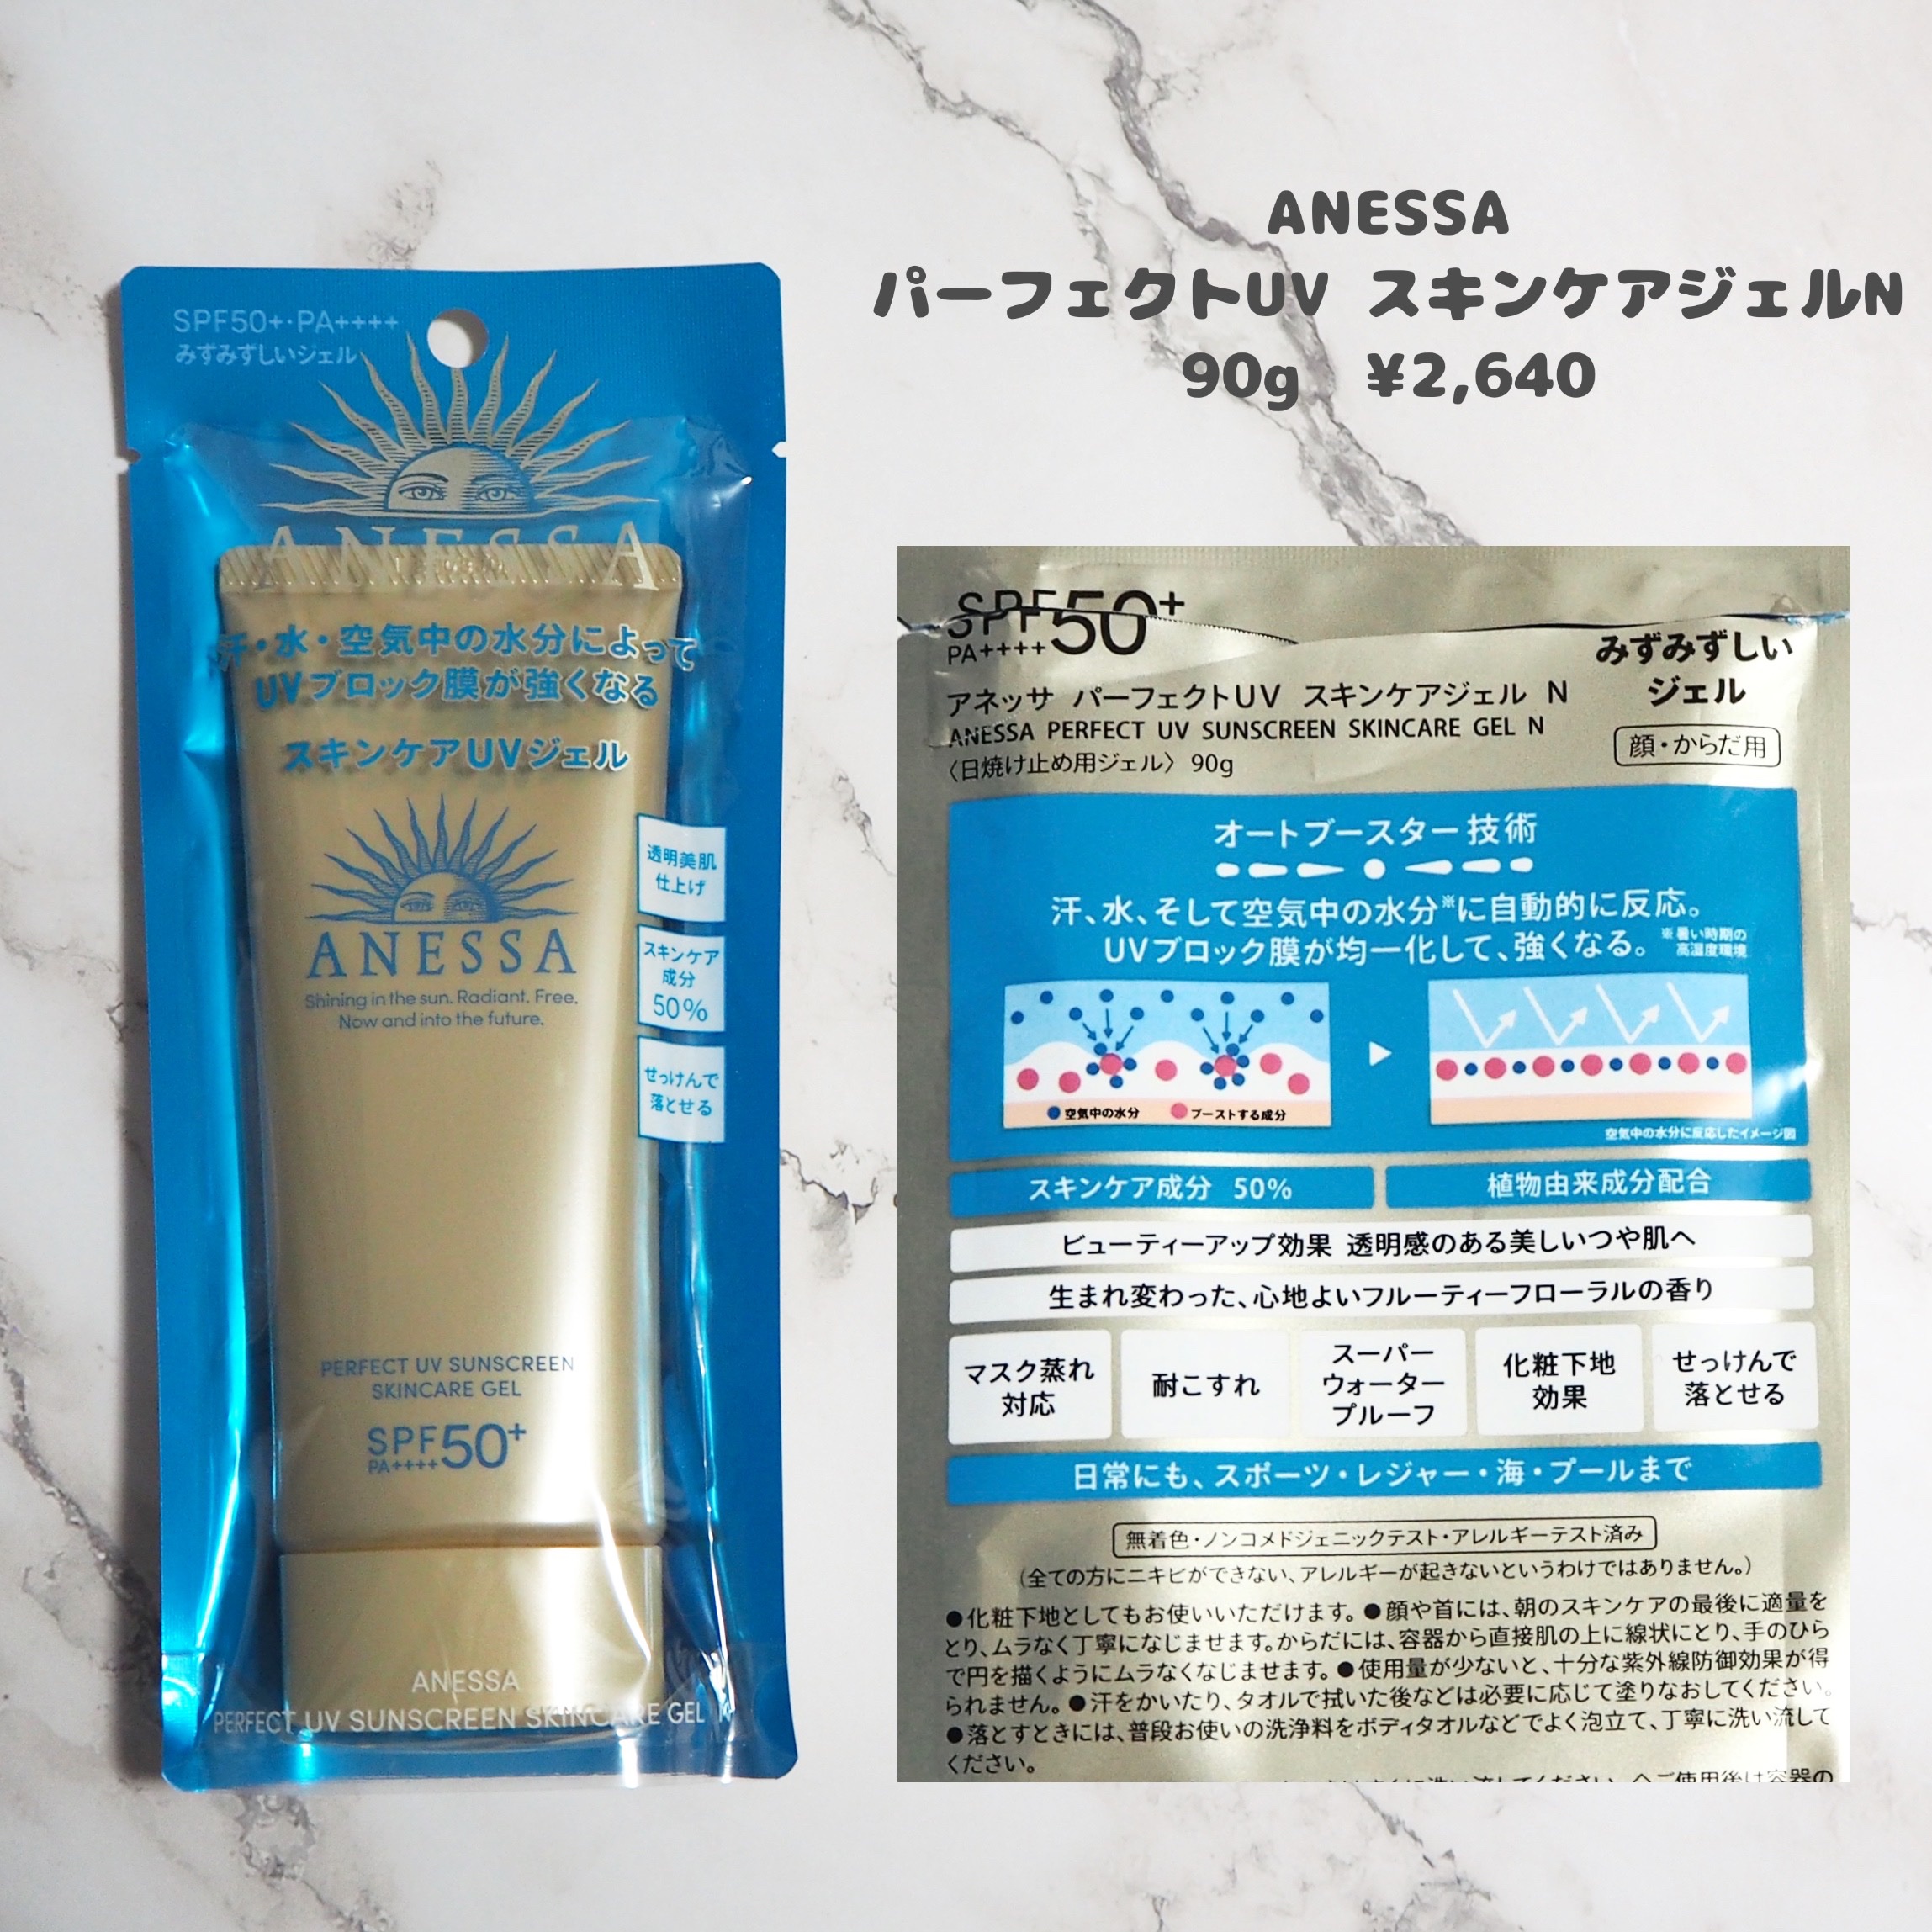 ANESSA
パーフェクトUV スキンケアジェルN
90g ¥2,640
SPF50+・PA++++
みずみずしいジェル
ANESSA
汗・水・空気中の水分によって
UVブロック膜が強くなる
スキンケアUVジェル
透明美肌
仕上げ
スキンケア
成分
50%
せっけんで
落とせる
ANESSA
Shining in the sun. Radiant. Free.
Now and into the future.
PERFECT UV SUNSCREEN
SKINCARE GEL
SPF50+
PA++++
ANESSA
PERFECT UV SUNSCREEN SKINCARE GEL N
SPF50+
PA++++
みずみずしい
ジェル
アネッサ パーフェクトUV スキンケアジェル N
ANESSA PERFECT UV SUNSCREEN SKINCARE GEL N
〈日焼け止め用ジェル〉 90g
顔・からだ用
オートブースター技術
汗、水、そして空気中の水分※に自動的に反応。
UVブロック膜が均一化して、強くなる。
※暑い時期の
高温度環境
空気中の水分 ブーストする成分
空気中の水分に反応したイメージ図
スキンケア成分 50%
植物由来成分配合
ビューティーアップ効果 透明感のある美しいつや肌へ
生まれ変わった、心地よいフルーティーフローラルの香り
マスク蒸れ
対応
耐こすれ
スーパー
ウォーター
プルーフ
化粧下地
効果
せっけんで
落とせる
日常にも、スポーツ・レジャー・海・プールまで
無着色・ノンコメドジェニックテスト・アレルギーテスト済み
(全ての方にニキビができない、アレルギーが起きないというわけではありません。)
●化粧下地としてもお使いいただけます。●顔や首には、朝のスキンケアの最後に適量を
とり、ムラなく丁寧になじませます。からだには、容器から直接肌の上に線状にとり、手のひら
で円を描くようにムラなくなじませます。●使用量が少ないと、十分な紫外線防御効果が得
られません。●汗をかいたり、タオルで拭いた後などは必要に応じて塗りなおしてください。
●落とすときには、普段お使いの洗浄料をボディタオルなどでよく泡立て、丁寧に洗い流して
ください。